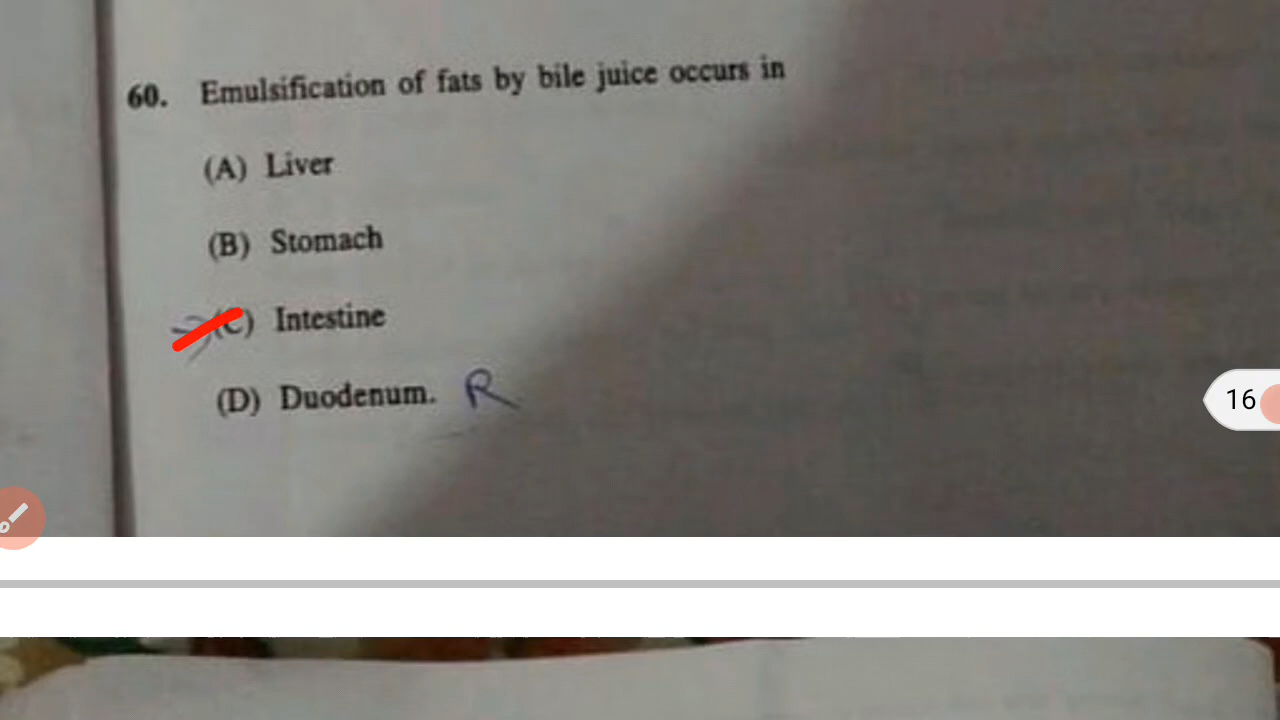 60. Emulsification of fats by bile juice occurs in
(A) Liver
(B) Stomach
(C) Intestine
(D) Duodenum. R
16